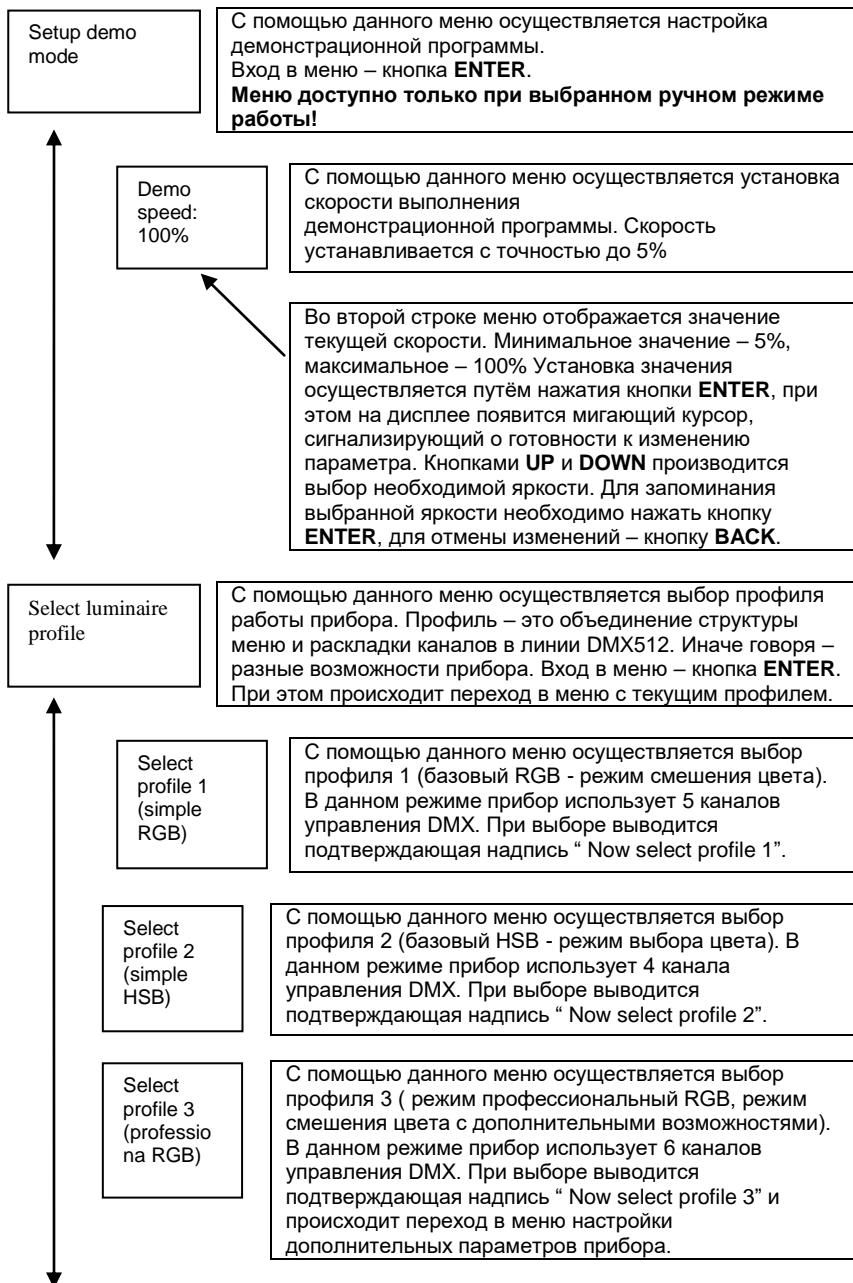 Setup demo
mode
С помощью данного меню осуществляется настройка
демонстрационной программы.
Вход в меню – кнопка ENTER.
Меню доступно только при выбранном ручном режиме
работы!
Demo
speed:
100%
С помощью данного меню осуществляется установка
скорости выполнения
демонстрационной программы. Скорость
устанавливается с точностью до 5%
Во второй строке меню отображается значение
текущей скорости. Минимальное значение – 5%,
максимальное – 100% Установка значения
осуществляется путём нажатия кнопки ENTER, при
этом на дисплее появится мигающий курсор,
сигнализирующий о готовности к изменению
параметра. Кнопками UP и DOWN производится
выбор необходимой яркости. Для запоминания
выбранной яркости необходимо нажать кнопку
ENTER, для отмены изменений – кнопку BACK.
Select luminaire
profile
С помощью данного меню осуществляется выбор профиля
работы прибора. Профиль – это объединение структуры
меню и раскладки каналов в линии DMX512. Иначе говоря –
разные возможности прибора. Вход в меню – кнопка ENTER.
При этом происходит переход в меню с текущим профилем.
Select
profile 1
(simple
RGB)
С помощью данного меню осуществляется выбор
профиля 1 (базовый RGB - режим смешения цвета).
В данном режиме прибор использует 5 каналов
управления DMX. При выборе выводится
подтверждающая надпись “ Now select profile 1”.
Select
profile 2
(simple
HSB)
С помощью данного меню осуществляется выбор
профиля 2 (базовый HSB - режим выбора цвета). В
данном режиме прибор использует 4 канала
управления DMX. При выборе выводится
подтверждающая надпись “ Now select profile 2”.
Select
profile 3
(professio
na RGB)
С помощью данного меню осуществляется выбор
профиля 3 ( режим профессиональный RGB, режим
смешения цвета с дополнительными возможностями).
В данном режиме прибор использует 6 каналов
управления DMX. При выборе выводится
подтверждающая надпись “ Now select profile 3” и
происходит переход в меню настройки
дополнительных параметров прибора.